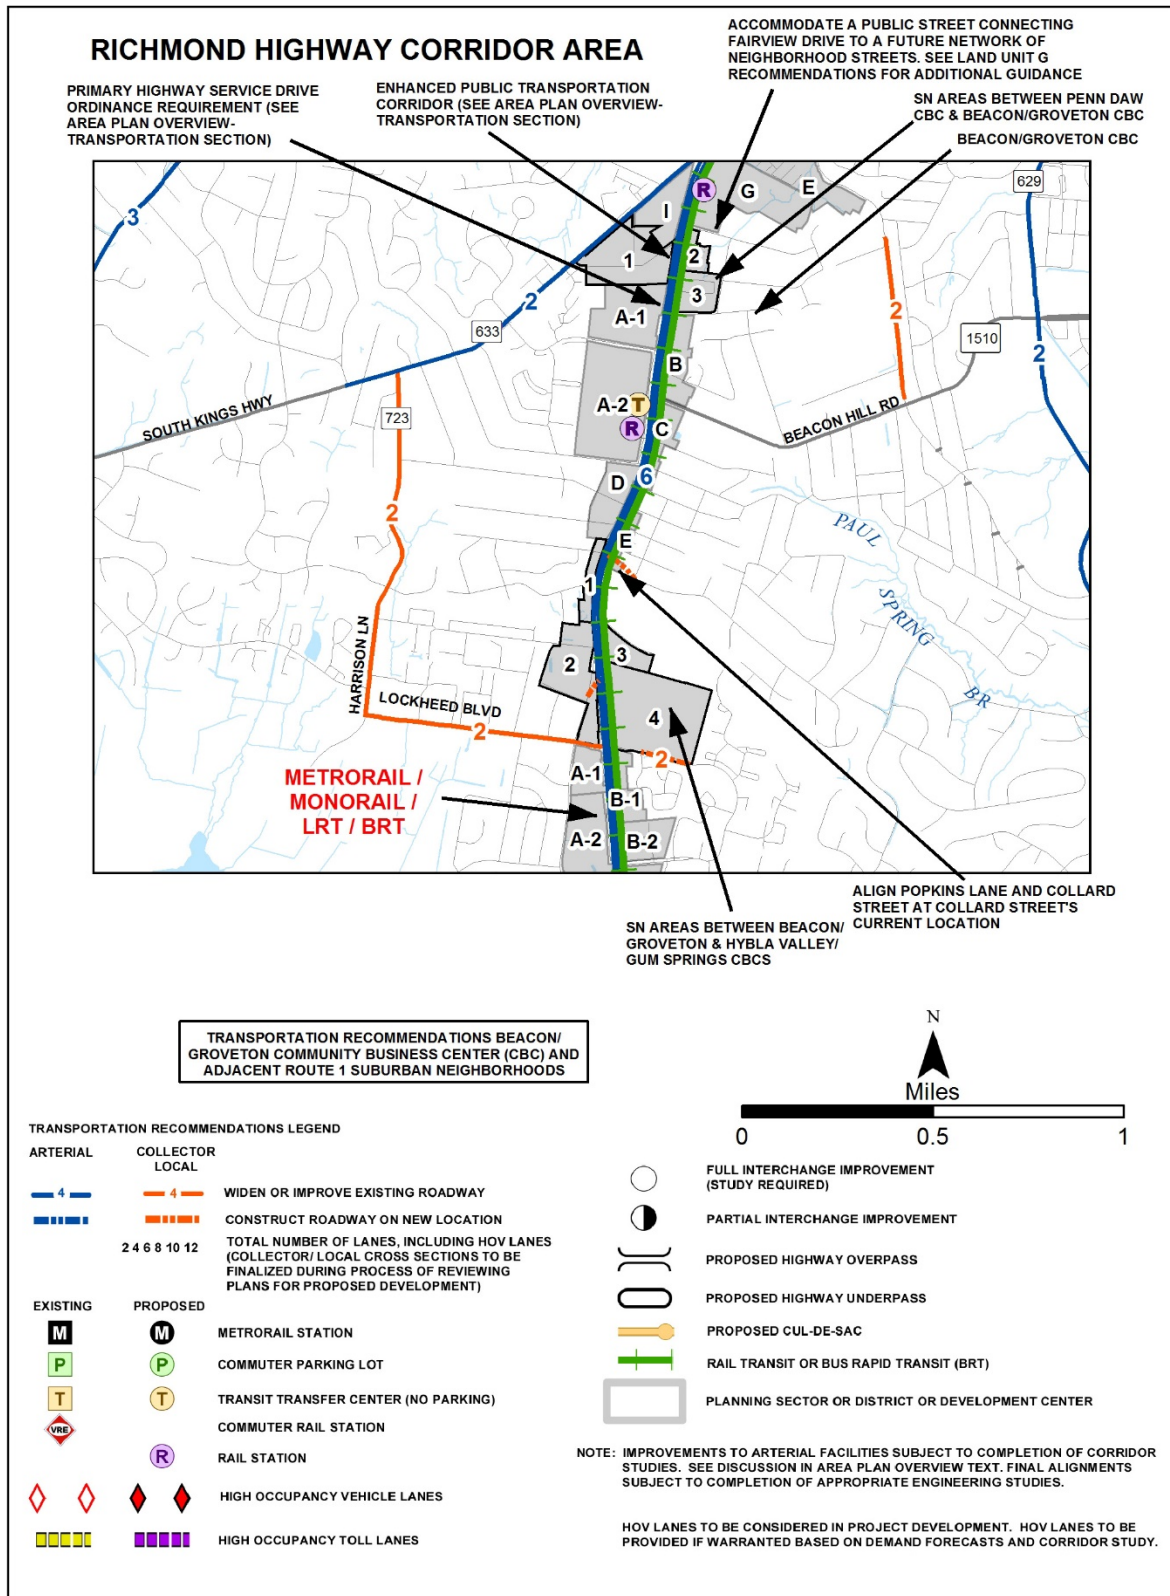 RICHMOND HIGHWAY CORRIDOR AREA
ACCOMMODATE A PUBLIC STREET CONNECTING
FAIRVIEW DRIVE TO A FUTURE NETWORK OF
NEIGHBORHOOD STREETS. SEE LAND UNIT G
RECOMMENDATIONS FOR ADDITIONAL GUIDANCE
PRIMARY HIGHWAY SERVICE DRIVE
ORDINANCE REQUIREMENT (SEE
AREA PLAN OVERVIEW-
TRANSPORTATION SECTION)
ENHANCED PUBLIC TRANSPORTATION
CORRIDOR (SEE AREA PLAN OVERVIEW-
TRANSPORTATION SECTION)
SN AREAS BETWEEN PENN DAW
CBC & BEACON/GROVETON CBC
BEACON/GROVETON CBC
R
G
E
629
3
I
2
1
2
3
2
A-1
633
2
1510
2
B
SOUTH KINGS HWY
723
A-2
T
R
C
BEACON HILL RD
D
6
2
PAUL
SPRING
BR
E
1
HARRISON LN
2
3
LOCKHEED BLVD
4
2
2
METRORAIL /
MONORAIL /
LRT / BRT
A-1
B-1
A-2
B-2
ALIGN POPKINS LANE AND COLLARD
STREET AT COLLARD STREET'S
CURRENT LOCATION
SN AREAS BETWEEN BEACON/
GROVETON & HYBLA VALLEY/
GUM SPRINGS CBCS
TRANSPORTATION RECOMMENDATIONS BEACON/
GROVETON COMMUNITY BUSINESS CENTER (CBC) AND
ADJACENT ROUTE 1 SUBURBAN NEIGHBORHOODS
N
Miles
0 0.5 1
TRANSPORTATION RECOMMENDATIONS LEGEND
ARTERIAL
COLLECTOR
LOCAL
4 4 WIDEN OR IMPROVE EXISTING ROADWAY
CONSTRUCT ROADWAY ON NEW LOCATION
2 4 6 8 10 12 TOTAL NUMBER OF LANES, INCLUDING HOV LANES
(COLLECTOR/ LOCAL CROSS SECTIONS TO BE
FINALIZED DURING PROCESS OF REVIEWING
PLANS FOR PROPOSED DEVELOPMENT)
EXISTING PROPOSED
M M METRORAIL STATION
P P COMMUTER PARKING LOT
T T TRANSIT TRANSFER CENTER (NO PARKING)
VRE COMMUTER RAIL STATION
R RAIL STATION
HIGH OCCUPANCY VEHICLE LANES
HIGH OCCUPANCY TOLL LANES
FULL INTERCHANGE IMPROVEMENT
(STUDY REQUIRED)
PARTIAL INTERCHANGE IMPROVEMENT
PROPOSED HIGHWAY OVERPASS
PROPOSED HIGHWAY UNDERPASS
PROPOSED CUL-DE-SAC
RAIL TRANSIT OR BUS RAPID TRANSIT (BRT)
PLANNING SECTOR OR DISTRICT OR DEVELOPMENT CENTER
NOTE: IMPROVEMENTS TO ARTERIAL FACILITIES SUBJECT TO COMPLETION OF CORRIDOR
STUDIES. SEE DISCUSSION IN AREA PLAN OVERVIEW TEXT. FINAL ALIGNMENTS
SUBJECT TO COMPLETION OF APPROPRIATE ENGINEERING STUDIES.
HOV LANES TO BE CONSIDERED IN PROJECT DEVELOPMENT. HOV LANES TO BE
PROVIDED IF WARRANTED BASED ON DEMAND FORECASTS AND CORRIDOR STUDY.